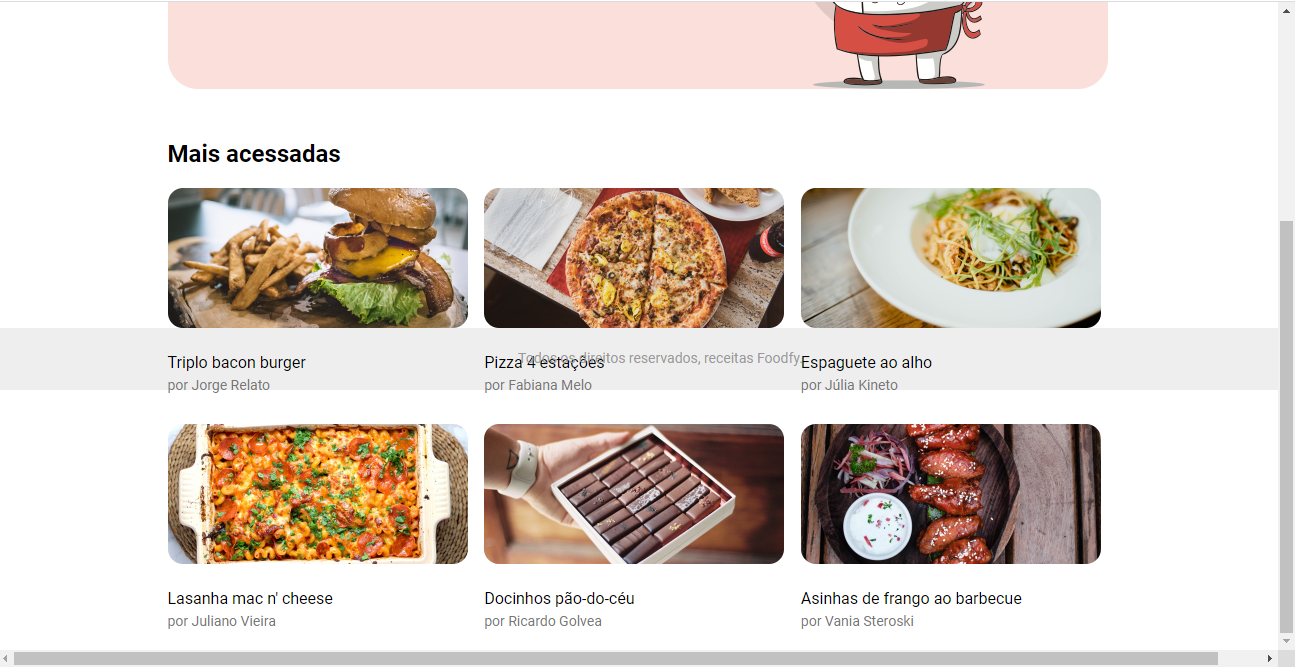 Mais acessadas
Triplo bacon burger
por Jorge Relato
Pizza 4 estações
por Fabiana Melo
Todos os direitos reservados, receitas Foodfy.
Espaguete ao alho
por Júlia Kineto
Lasanha mac n' cheese
por Juliano Vieira
Docinhos pão-do-céu
por Ricardo Golvea
Asinhas de frango ao barbecue
por Vania Steroski